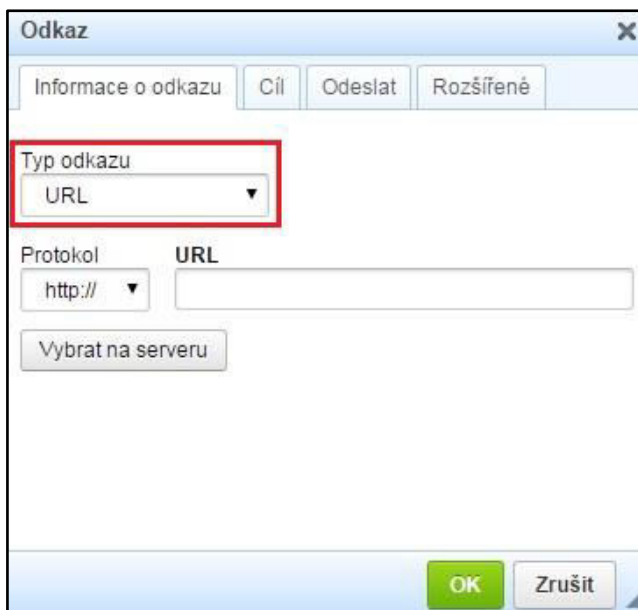 Odkaz
Informace o odkazu Cíl Odeslat Rozšířené
Typ odkazu
URL
Protokol URL
http://
Vybrat na serveru
OK Zrušit